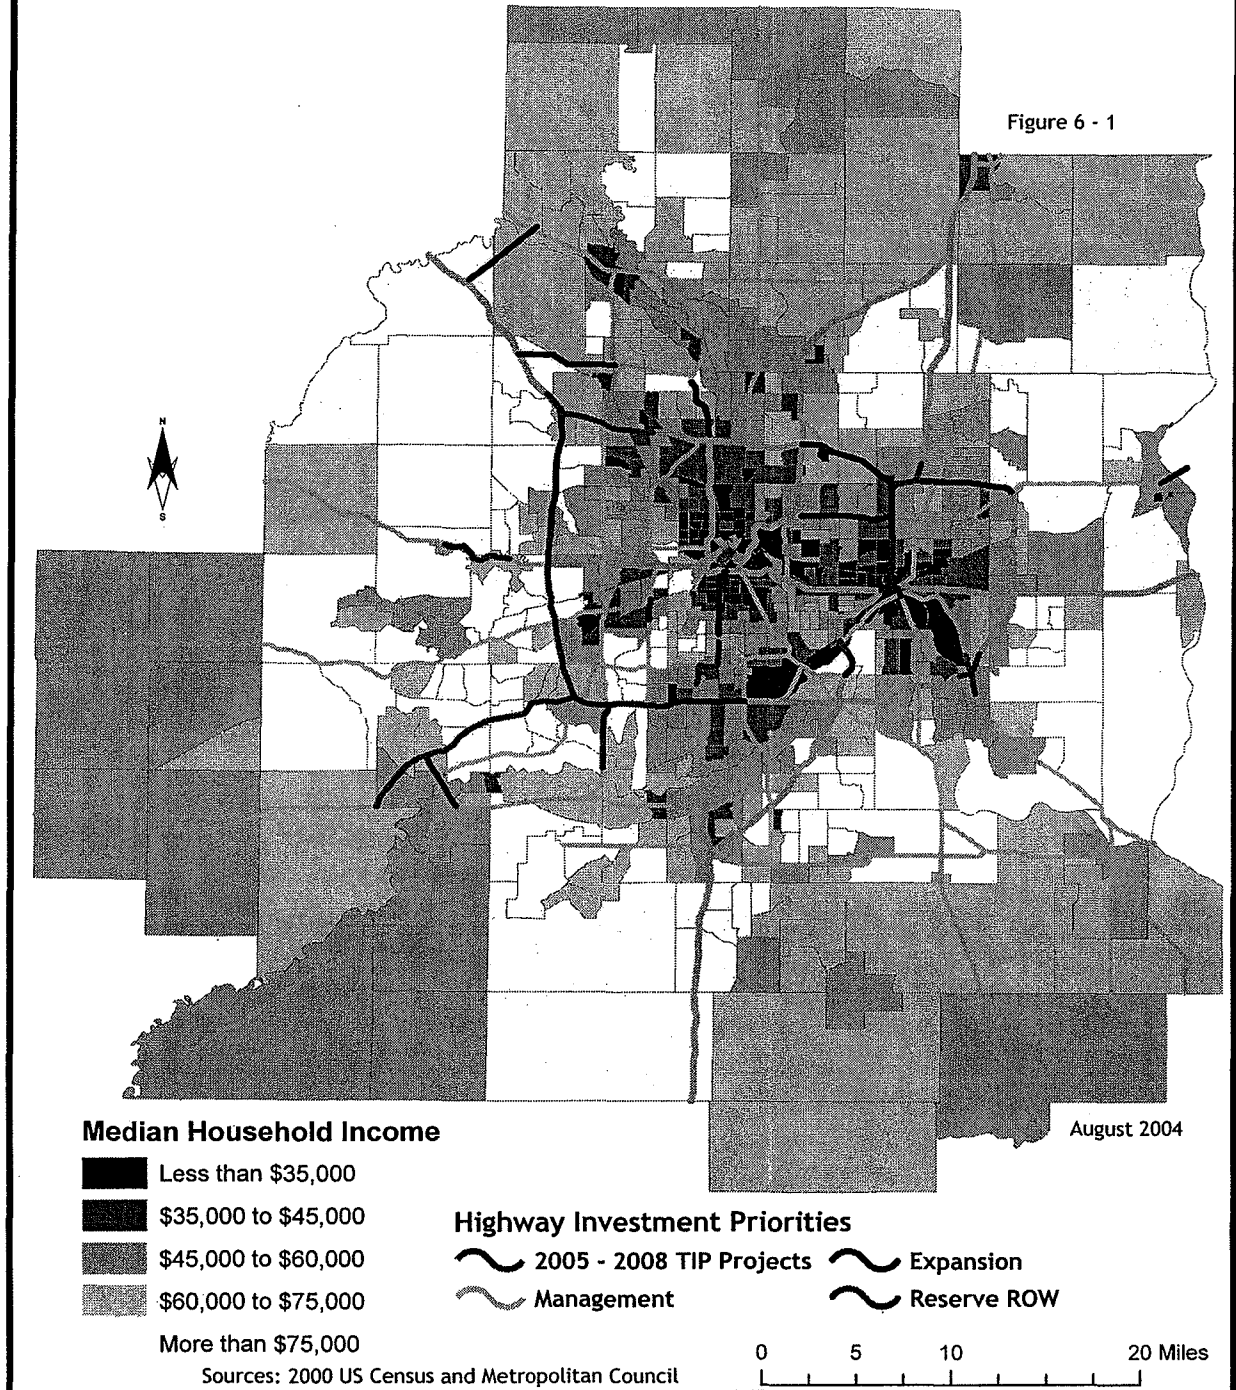 Figure 6 - 1
N
S
August 2004
Median Household Income
Less than $35,000
$35,000 to $45,000
$45,000 to $60,000
$60,000 to $75,000
More than $75,000
Sources: 2000 US Census and Metropolitan Council
Highway Investment Priorities
2005 - 2008 TIP Projects
Expansion
Management
Reserve ROW
0 5 10 20 Miles